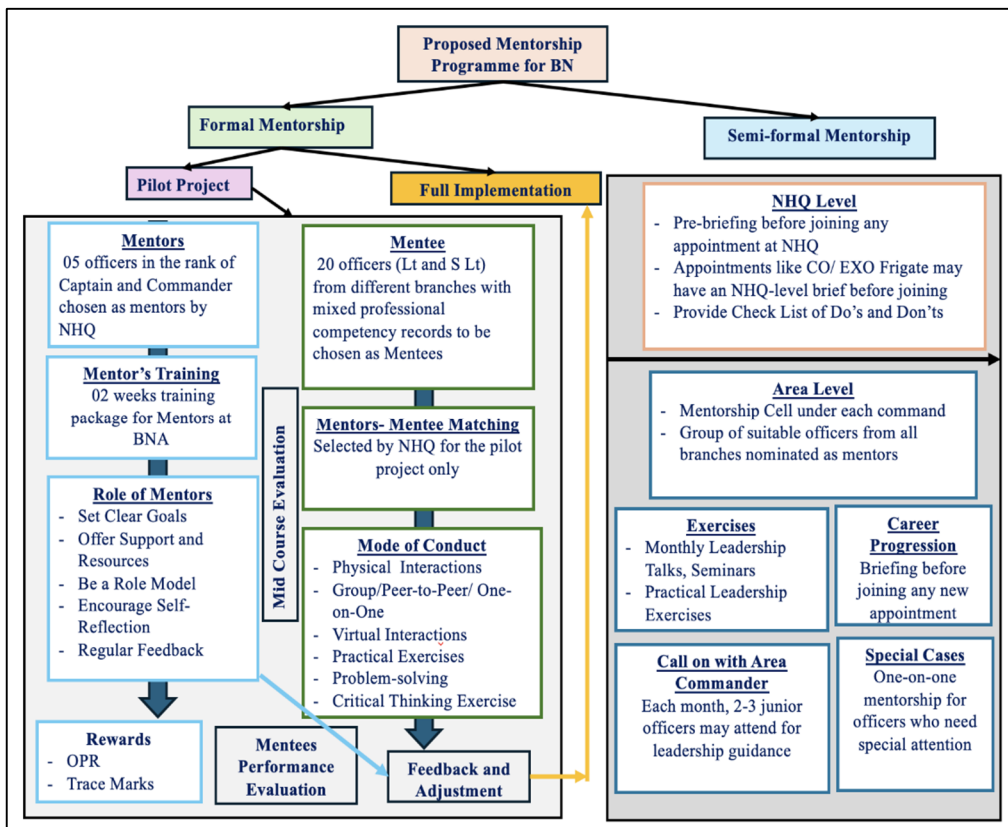 Proposed Mentorship
Programme for BN
Formal Mentorship
Semi-formal Mentorship
Pilot Project
Full Implementation
Mentors
05 officers in the rank of
Captain and Commander
chosen as mentors by
NHQ
Mentor's Training
02 weeks training
package for Mentors at
BNA
Role of Mentors
- Set Clear Goals
- Offer Support and
Resources
- Be a Role Model
- Encourage Self-
Reflection
- Regular Feedback
Rewards
- OPR
- Trace Marks
Mid Course Evaluation
Mentee
20 officers (Lt and S Lt)
from different branches with
mixed professional
competency records to be
chosen as Mentees
Mentors- Mentee Matching
Selected by NHQ for the pilot
project only
Mode of Conduct
- Physical Interactions
- Group/Peer-to-Peer/ One-
on-One
- Virtual Interactions
- Practical Exercises
- Problem-solving
- Critical Thinking Exercise
Mentees
Performance
Evaluation
Feedback and
Adjustment
NHQ Level
- Pre-briefing before joining any
appointment at NHQ
- Appointments like CO/ EXO Frigate may
have an NHQ-level brief before joining
- Provide Check List of Do's and Don'ts
Area Level
- Mentorship Cell under each command
- Group of suitable officers from all
branches nominated as mentors
Exercises
- Monthly Leadership
Talks, Seminars
- Practical Leadership
Exercises
Career
Progression
Briefing before
joining any new
appointment
Call on with Area
Commander
Each month, 2-3 junior
officers may attend for
leadership guidance
Special Cases
One-on-one
mentorship for
officers who need
special attention